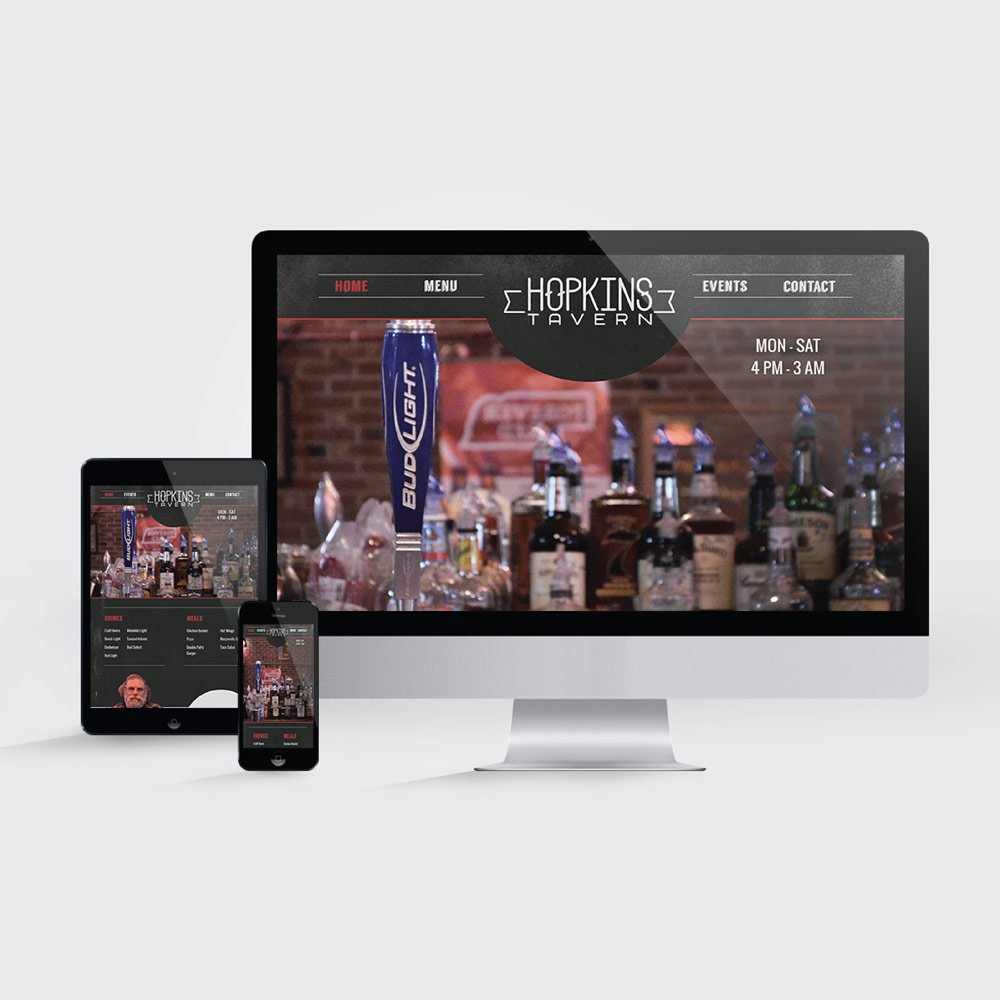 HOME MENU HOPKINS TAVERN EVENTS CONTACT
MON - SAT
4 PM - 3 AM
BUD LIGHT.
HOME EVENTS HOPKINS TAVERN MENU CONTACT
MON - SAT
4 PM - 3 AM
BUD LIGHT
DRINKS MEALS
Craft Beers Michelob Light Chicken Basket Hot Wings
Busch Light Samuel Adams Pizza
Budweiser Bud Select Double Patty Burger Taco Salad
Bud Light
HOME EVENTS HOPKINS TAVERN MENU CONTACT
DRINKS MEALS
Craft Beers Chicken Basket